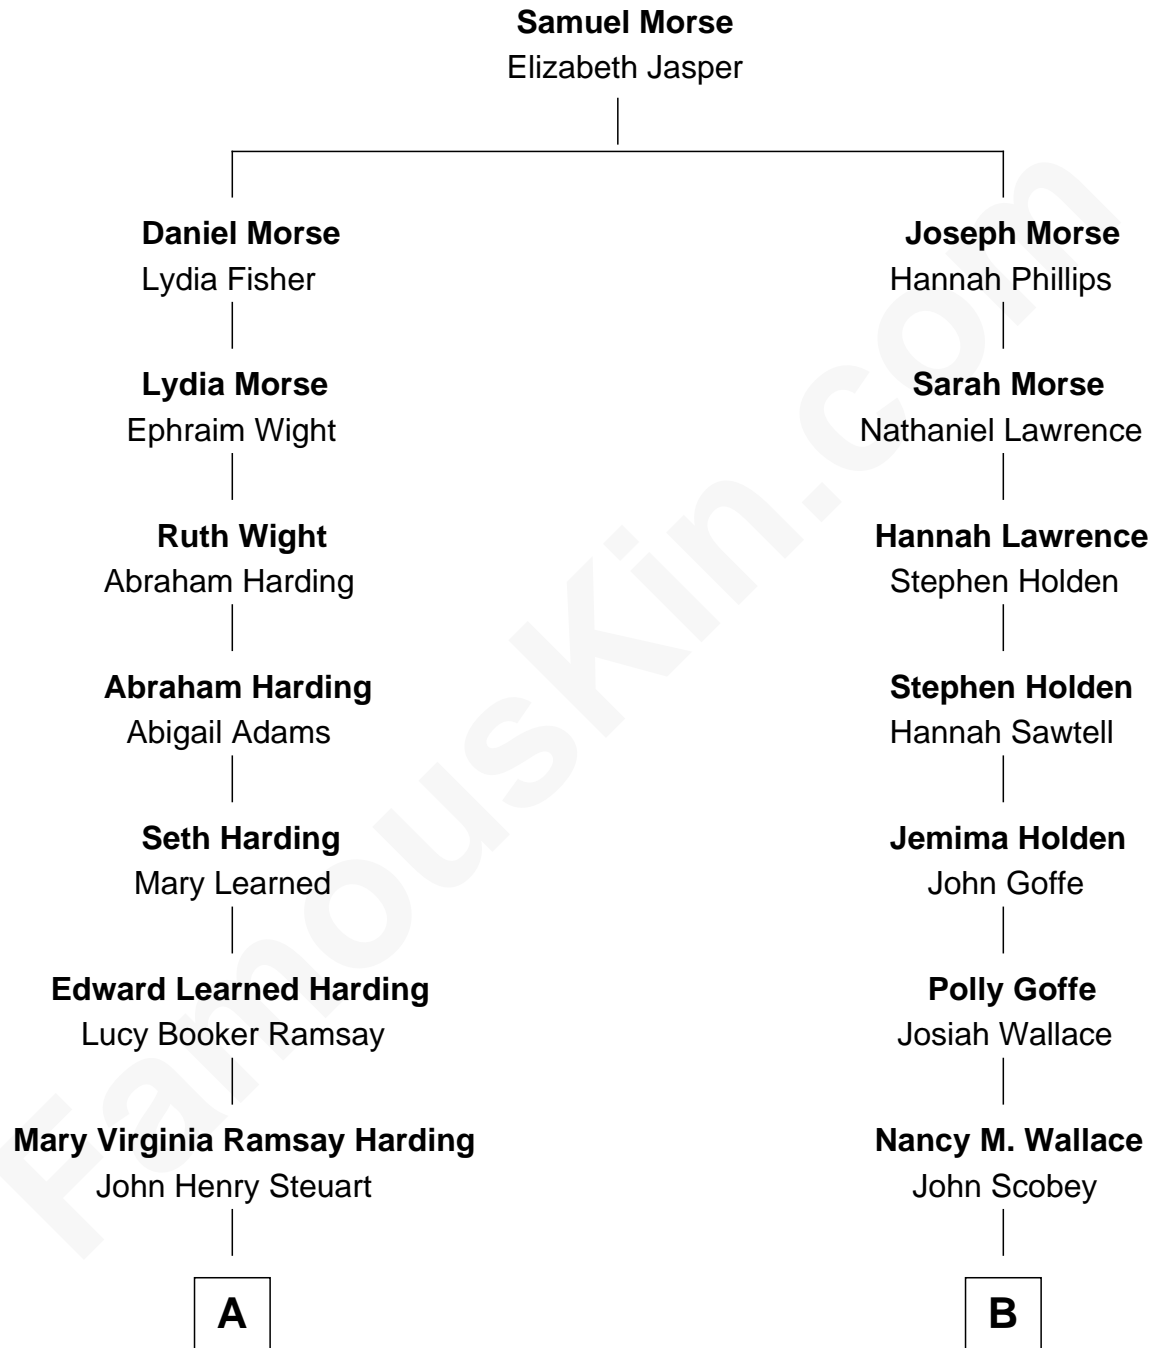 Samuel Morse
Elizabeth Jasper
Daniel Morse
Lydia Fisher
Joseph Morse
Hannah Phillips
Lydia Morse
Ephraim Wight
Sarah Morse
Nathaniel Lawrence
Ruth Wight
Abraham Harding
Hannah Lawrence
Stephen Holden
Abraham Harding
Abigail Adams
Stephen Holden
Hannah Sawtell
Seth Harding
Mary Learned
Jemima Holden
John Goffe
Edward Learned Harding
Lucy Booker Ramsay
Polly Goffe
Josiah Wallace
Mary Virginia Ramsay Harding
John Henry Steuart
Nancy M. Wallace
John Scobey
A
B
FamousKin.com